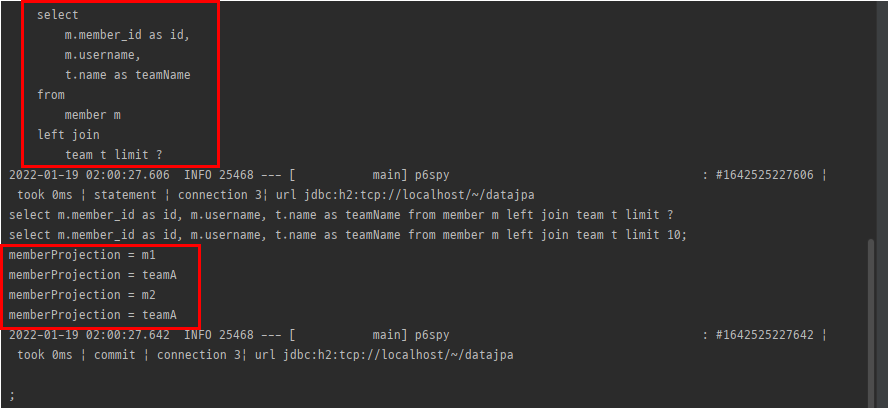 select
m.member_id as id,
m.username,
t.name as teamName
from
member m
left join
team t limit ?
2022-01-19 02:00:27.606  INFO 25468 --- [           main] p6spy                                    : #1642525227606 ¦
took 0ms ¦ statement ¦ connection 3¦ url jdbc:h2:tcp://localhost/~/datajpa
select m.member_id as id, m.username, t.name as teamName from member m left join team t limit ?
select m.member_id as id, m.username, t.name as teamName from member m left join team t limit 10;
memberProjection = m1
memberProjection = teamA
memberProjection = m2
memberProjection = teamA
2022-01-19 02:00:27.642  INFO 25468 --- [           main] p6spy                                    : #1642525227642 ¦
took 0ms ¦ commit ¦ connection 3¦ url jdbc:h2:tcp://localhost/~/datajpa
;